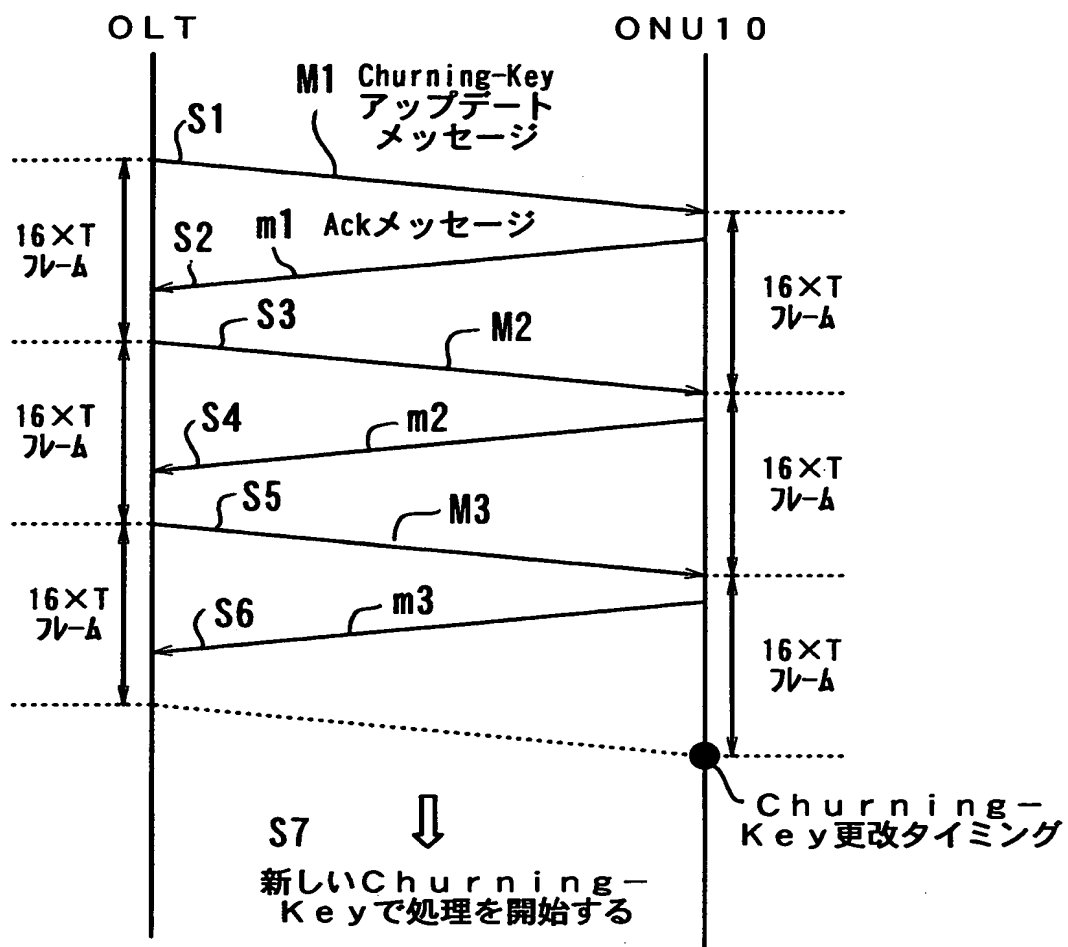 OLT
ONU10
M1
Churning-Key
アップデート
メッセージ
S1
16×T
フレーム
S2
m1
Ackメッセージ
16×T
フレーム
S3
M2
16×T
フレーム
S4
m2
16×T
フレーム
S5
M3
16×T
フレーム
S6
m3
16×T
フレーム
Churning-
Key更改タイミング
S7
新しいChurning-
Keyで処理を開始する